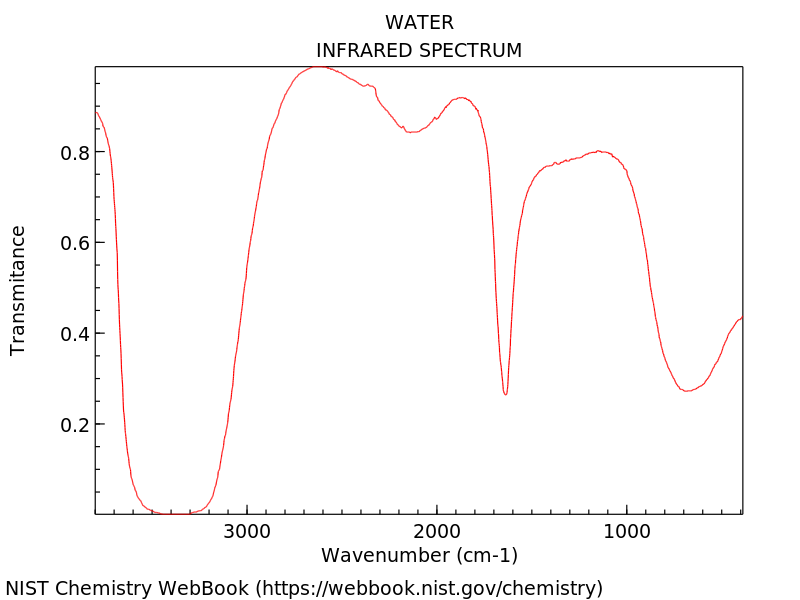 WATER
INFRARED SPECTRUM
Transmitance
0.8
0.6
0.4
0.2
3000 2000 1000
Wavenumber (cm-1)
NIST Chemistry WebBook (https://webbook.nist.gov/chemistry)